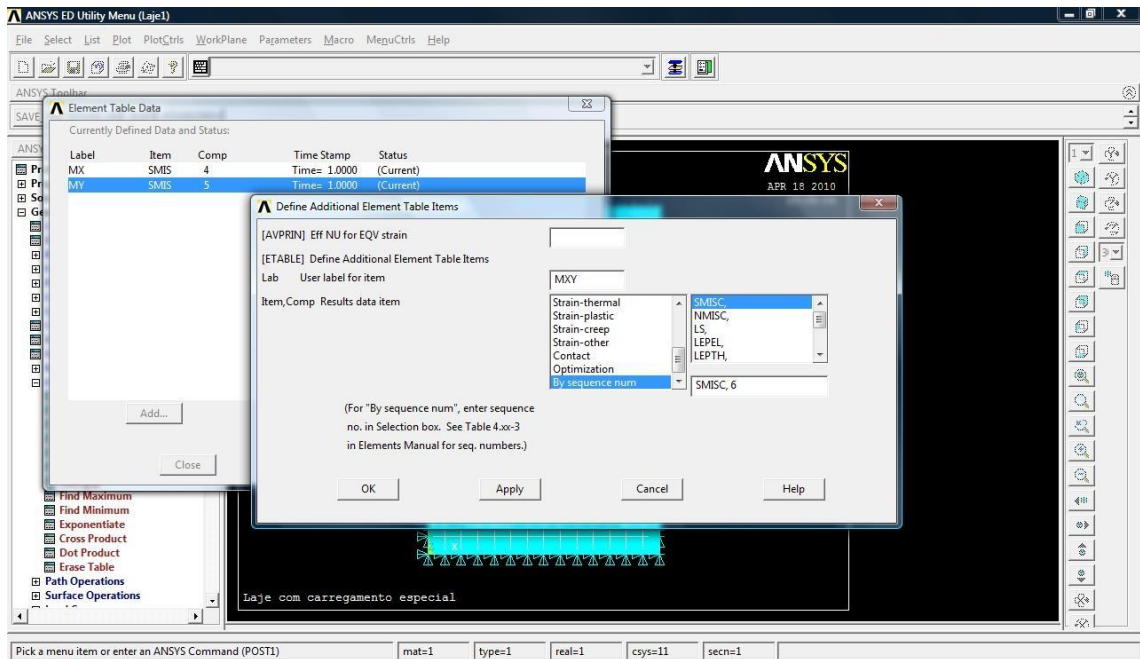 ANSYS ED Utility Menu (Laje1)
File Select List Plot PlotCtrls WorkPlane Parameters Macro MenuCtrls Help
ANSYS Toolbar
SAVE
Element Table Data
Currently Defined Data and Status:
Label Item Comp Time Stamp Status
MX SMIS 4 Time= 1.0000 (Current)
MY SMIS 5 Time= 1.0000 (Current)
Add...
Close
ANSYS
APR 18 2010
1
3
Define Additional Element Table Items
[AVPRIN] Eff NU for EQV strain
[ETABLE] Define Additional Element Table Items
Lab User label for item MXY
Item,Comp Results data item
Strain-thermal
Strain-plastic
Strain-creep
Strain-other
Contact
Optimization
By sequence num
SMISC,
NMISC,
LS,
LEPEL,
LEPTH,
SMISC, 6
(For "By sequence num", enter sequence
no. in Selection box. See Table 4.xx-3
in Elements Manual for seq. numbers.)
OK Apply Cancel Help
Find Maximum
Find Minimum
Exponentiate
Cross Product
Dot Product
Erase Table
Path Operations
Surface Operations
X
Laje com carregamento especial
Pick a menu item or enter an ANSYS Command (POST1) mat=1 type=1 real=1 csys=11 secn=1